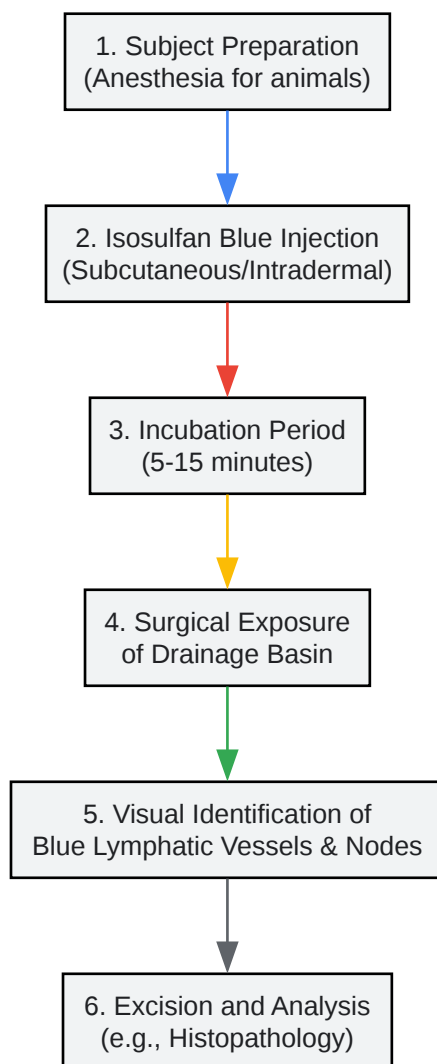 1. Subject Preparation
(Anesthesia for animals)
2. Isosulfan Blue Injection
(Subcutaneous/Intradermal)
3. Incubation Period
(5-15 minutes)
4. Surgical Exposure
of Drainage Basin
5. Visual Identification of
Blue Lymphatic Vessels & Nodes
6. Excision and Analysis
(e.g., Histopathology)